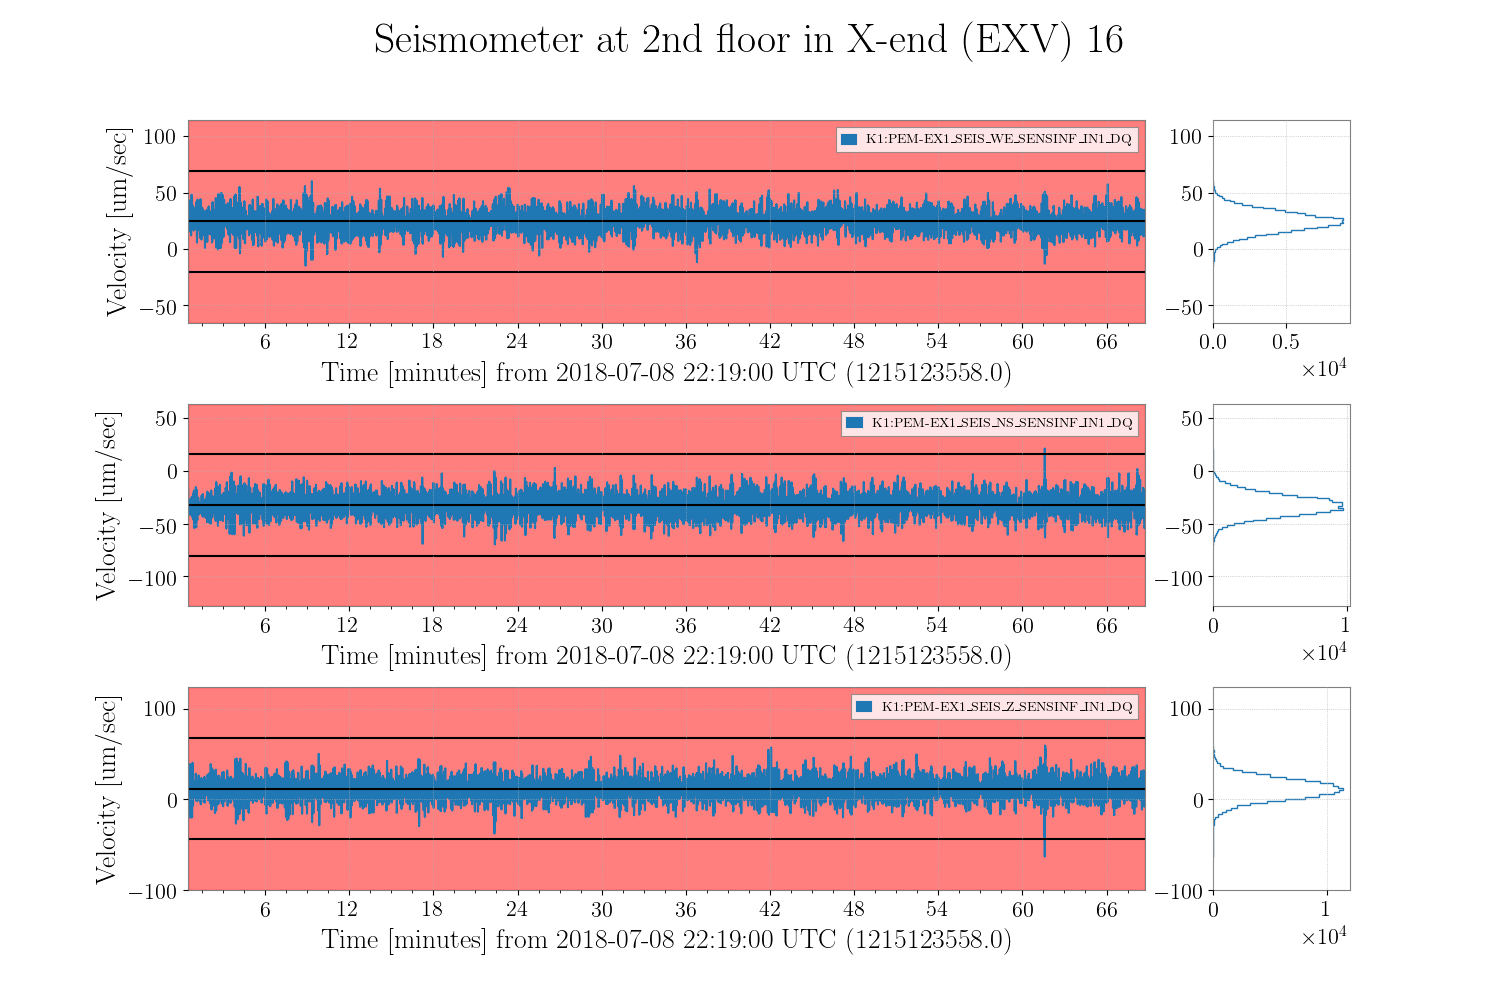 Seismometer at 2nd floor in X-end (EXV) 16
Velocity [um/sec]
100
50
0
−50
K1:PEM-EX1_SEIS_WE_SENSINF_IN1_DQ
6 12 18 24 30 36 42 48 54 60 66
Time [minutes] from 2018-07-08 22:19:00 UTC (1215123558.0)
100
50
0
−50
0.0 0.5
×10⁴
Velocity [um/sec]
50
0
−50
−100
K1:PEM-EX1_SEIS_NS_SENSINF_IN1_DQ
6 12 18 24 30 36 42 48 54 60 66
Time [minutes] from 2018-07-08 22:19:00 UTC (1215123558.0)
50
0
−50
−100
0 1
×10⁴
Velocity [um/sec]
100
0
−100
K1:PEM-EX1_SEIS_Z_SENSINF_IN1_DQ
6 12 18 24 30 36 42 48 54 60 66
Time [minutes] from 2018-07-08 22:19:00 UTC (1215123558.0)
100
0
−100
0 1
×10⁴